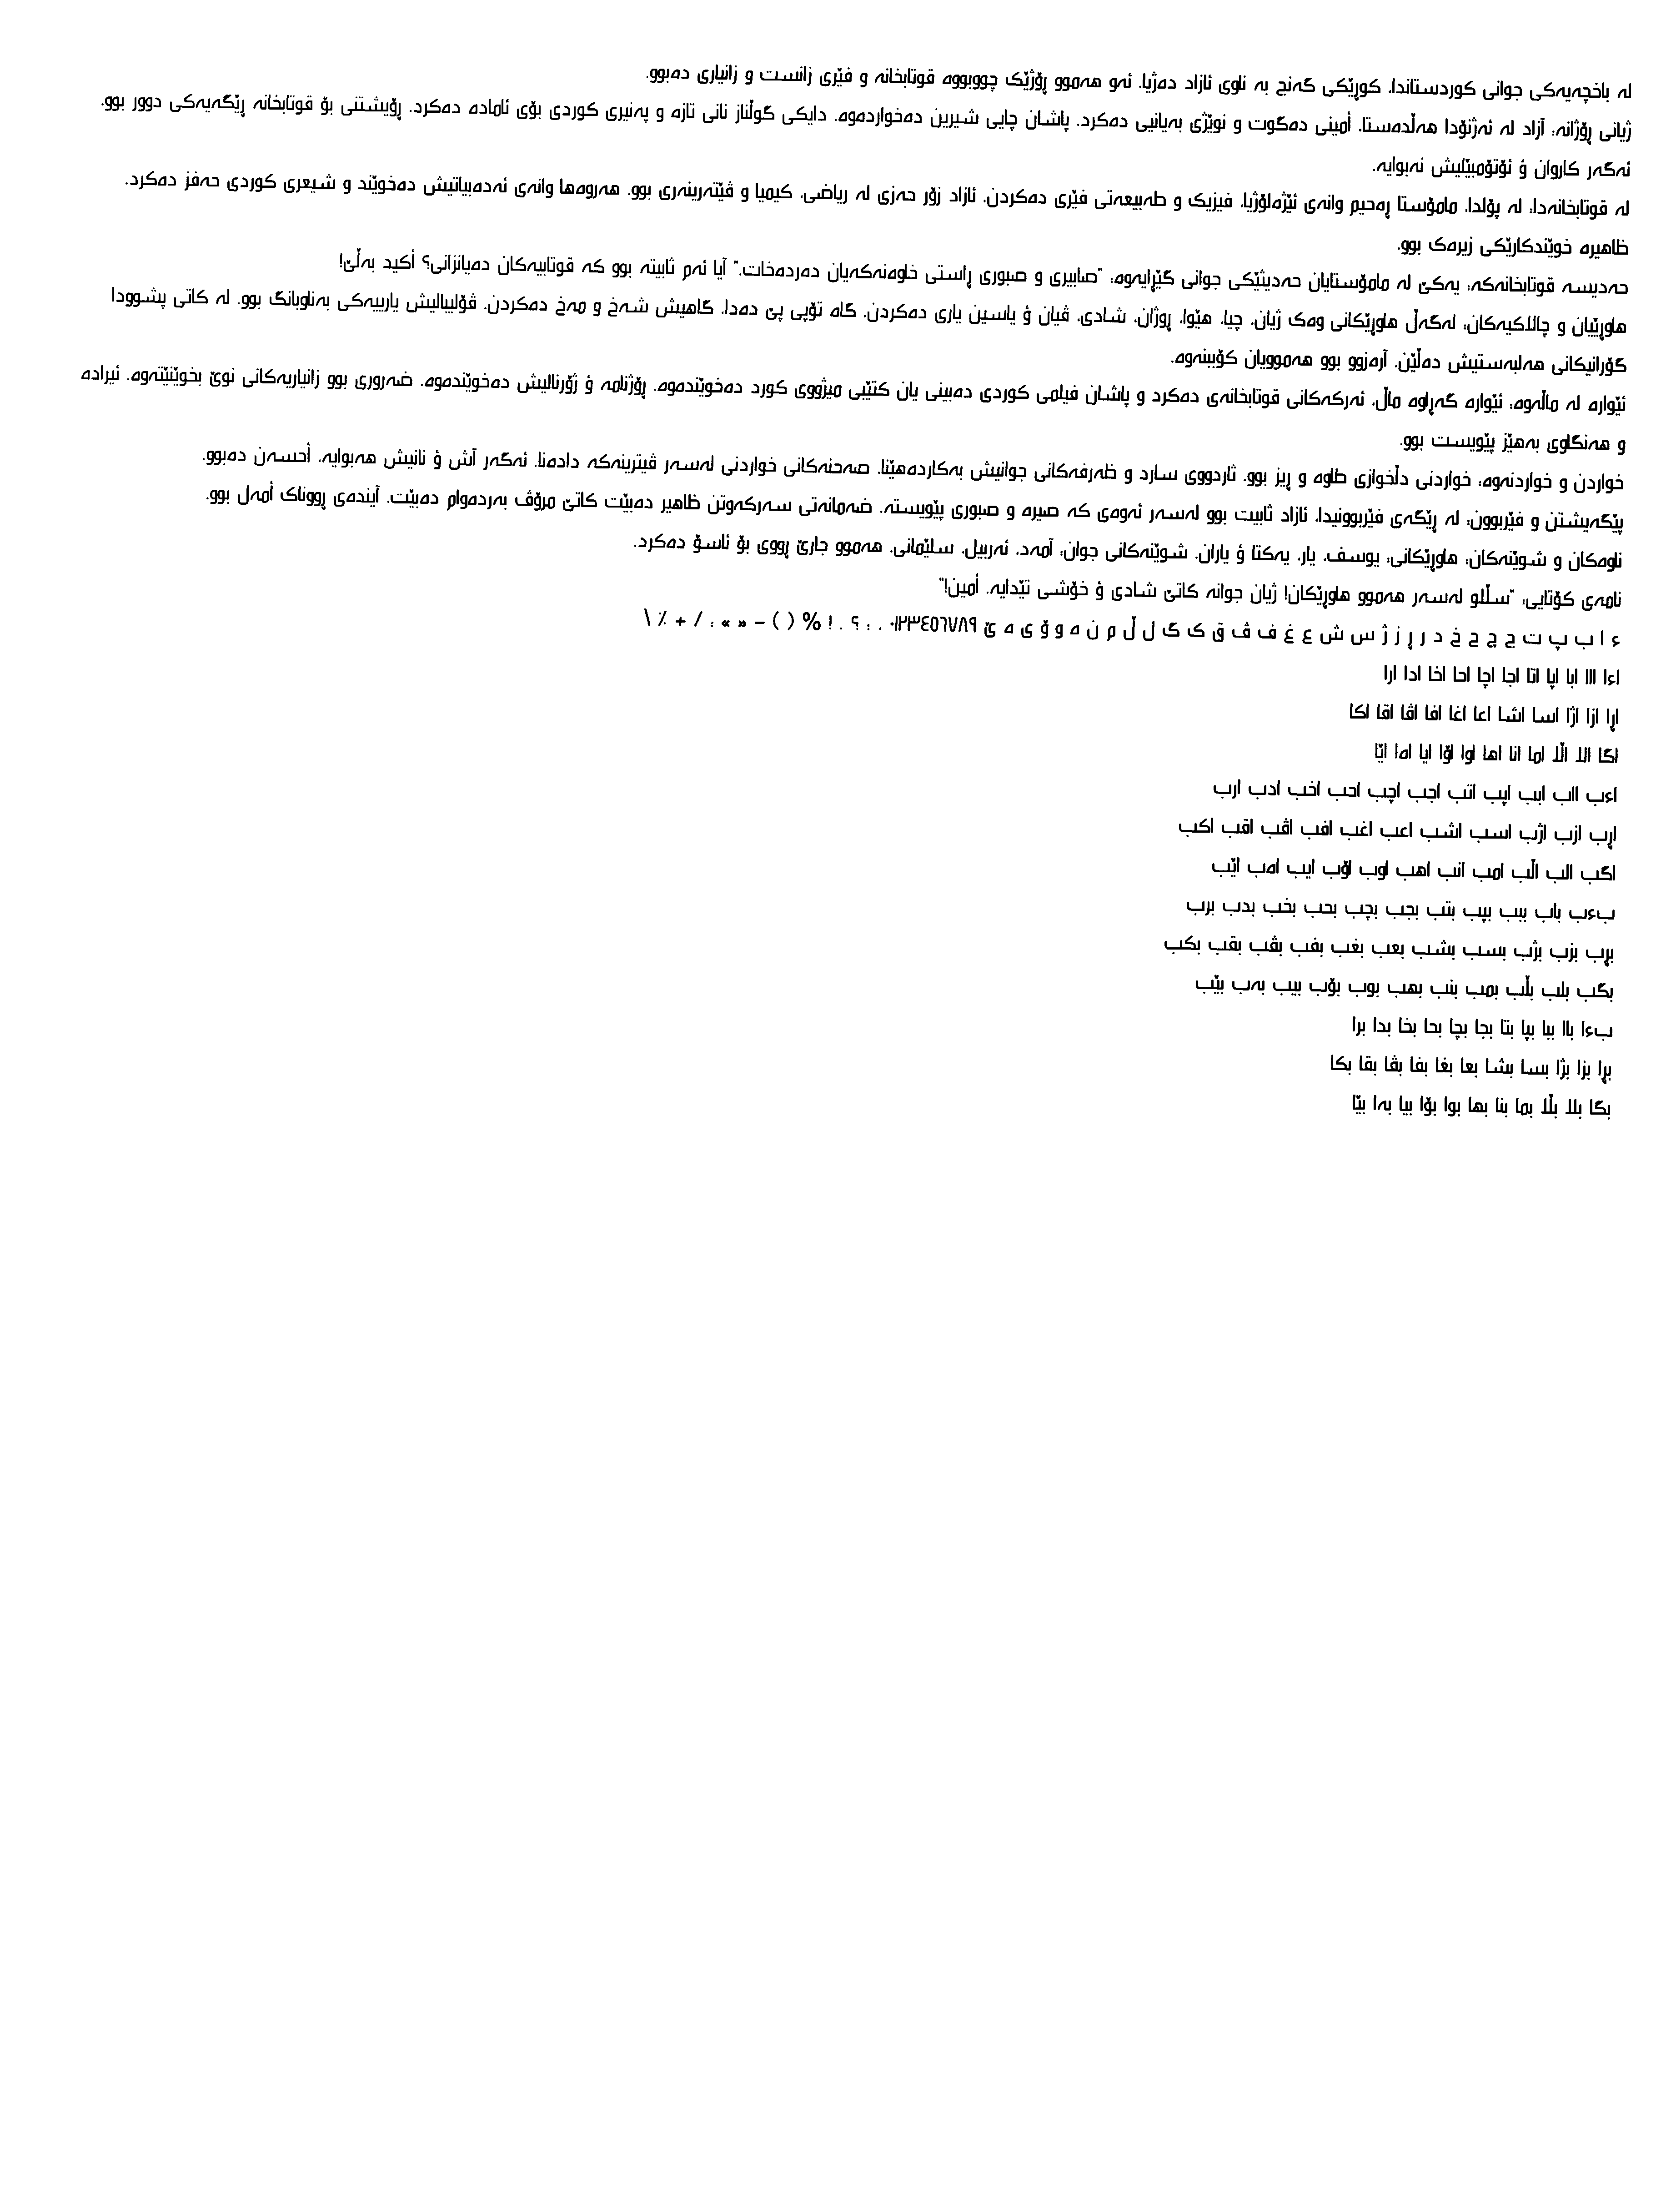 لە باخچەیەکی جوانی کوردستاندا، کوڕێکی گەنج بە ناوی ئازاد دەژیا. ئەو هەموو ڕۆژێک چووبووە قوتابخانە و فێری زانست و زانیاری دەبوو.
ژیانی ڕۆژانە: آزاد لە ئەژنۆدا هەڵدەستا، أمینی دەگوت و نوێژی بەیانیی دەکرد. پاشان چایی شیرین دەخواردەوە. دایکی گوڵناز نانی تازە و پەنیری کوردی بۆی ئامادە دەکرد. ڕۆیشتنی بۆ قوتابخانە ڕێگەیەکی دوور بوو.
ئەگەر کاروان ؤ ئۆتۆمبێلیش نەبوایە.
لە قوتابخانەدا: لە پۆلدا، مامۆستا ڕەحیم وانەی ئێژەلۆژیا، فیزیک و طەبیعەتی فێری دەکردن. ئازاد زۆر حەزی لە ریاضی، کیمیا و ڤێتەرینەری بوو. هەروەها وانەی ئەدەبیاتیش دەخوێند و شیعری کوردی حەفز دەکرد.
ظاهیرە خوێندکارێکی زیرەک بوو.
حەدیسە قوتابخانەکە: یەکێ لە مامۆستایان حەدیثێکی جوانی گێڕایەوە: "صابیری و صبوری ڕاستی خاوەنەکەیان دەردەخات." آیا ئەم ثابیتە بوو کە قوتابیەکان دەیانزانی؟ أکید بەڵێ!
هاوڕێیان و چالاکیەکان: لەگەڵ هاوڕێکانی وەک ژیان، چیا، هێوا، ڕوژان، شادی، ڤیان ؤ یاسین یاری دەکردن. گاە تۆپی پێ دەدا، گاهیش شەخ و مەخ دەکردن. ڤۆلیبالیش یارییەکی بەناوبانگ بوو. لە کاتی پشوودا
گۆرانیکانی هەلبەستیش دەڵێن. آرەزوو بوو هەموویان کۆببنەوە.
ئێوارە لە ماڵەوە: ئێوارە گەڕاوە ماڵ، ئەرکەکانی قوتابخانەی دەکرد و پاشان فیلمی کوردی دەبینی یان کتێبی میژووی کورد دەخوێندەوە. ڕۆژنامە ؤ ژۆرنالیش دەخوێندەوە. ضەروری بوو زانیاریەکانی نوێ بخوێنێتەوە. ئیرادە
و هەنگاوی بەهێز پێویست بوو.
خواردن و خواردنەوە: خواردنی دڵخوازی طاوە و ڕیز بوو. ئاردووی سارد و ظەرفەکانی جوانیش بەکاردەهێنا. صەحنەکانی خواردنی لەسەر ڤیترینەکە دادەنا. ئەگەر آش ؤ نانیش هەبوایە، أحسەن دەبوو.
پێگەیشتن و فێربوون: لە ڕێگەی فێربوونیدا، ئازاد ثابیت بوو لەسەر ئەوەی کە صیرە و صبوری پێویستە. ضەمانەتی سەرکەوتن ظاهیر دەبێت کاتێ مرۆڤ بەردەوام دەبێت. آیندەی ڕووناک أمەل بوو.
ناوەکان و شوێنەکان: هاوڕێکانی: یوسف، یار، یەکتا ؤ یاران. شوێنەکانی جوان: آمەد، ئەربیل، سلێمانی. هەموو جارێ ڕووی بۆ ئاسۆ دەکرد.
نامەی کۆتایی: "سڵاو لەسەر هەموو هاوڕێکان! ژیان جوانە کاتێ شادی ؤ خۆشی تێدایە. أمین!"
ء ا ب پ ت ج چ ح خ د ر ڕ ز ژ س ش ع غ ف ڤ ق ک گ ل ڵ م ن ه و ۆ ی ە ێ ٠١٢٣٤٥٦٧٨٩ ، ؛ ؟ . ! % ( ) - « » : / + ٪ \
اءا ااا ابا اپا اتا اجا اچا احا اخا ادا ارا
اڕا ازا اژا اسا اشا اعا اغا افا اڤا اقا اکا
اگا الا اڵا اما انا اها اوا اۆا ایا اەا اێا
اءب ااب ابب اپب اتب اجب اچب احب اخب ادب ارب
اڕب ازب اژب اسب اشب اعب اغب افب اڤب اقب اکب
اگب الب اڵب امب انب اهب اوب اۆب ایب اەب اێب
بءب باب ببب بپب بتب بجب بچب بحب بخب بدب برب
بڕب بزب بژب بسب بشب بعب بغب بفب بڤب بقب بکب
بگب بلب بڵب بمب بنب بهب بوب بۆب بیب بەب بێب
بءا باا ببا بپا بتا بجا بچا بحا بخا بدا برا
بڕا بزا بژا بسا بشا بعا بغا بفا بڤا بقا بکا
بگا بلا بڵا بما بنا بها بوا بۆا بیا بەا بێا